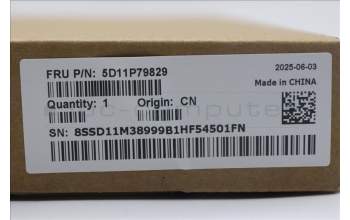 FRU P/N: 5D11P79829
2025-06-03
Made in CHINA
Quantity: 1 Origin: CN
SN: 8SSD11M38999B1HF54501FN